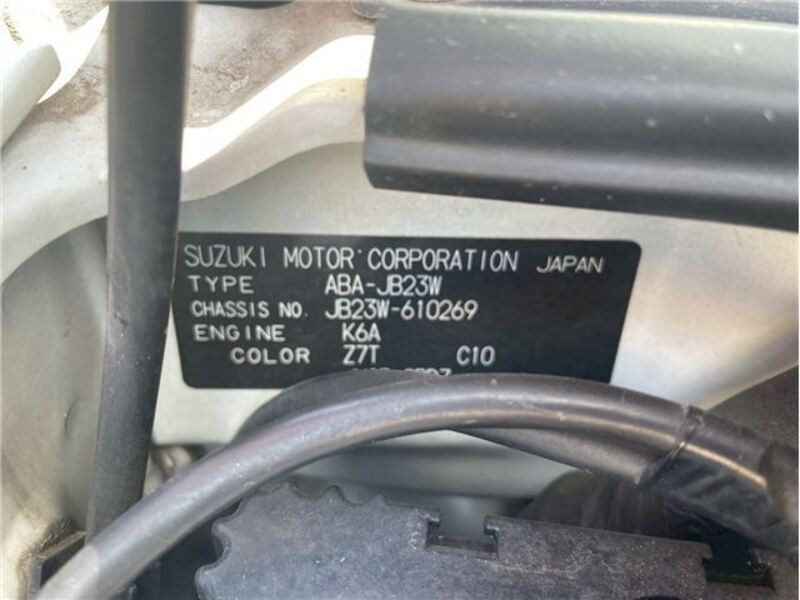 SUZUKI MOTOR CORPORATION JAPAN
TYPE ABA-JB23W
CHASSIS NO. JB23W-610269
ENGINE K6A
COLOR Z7T C10